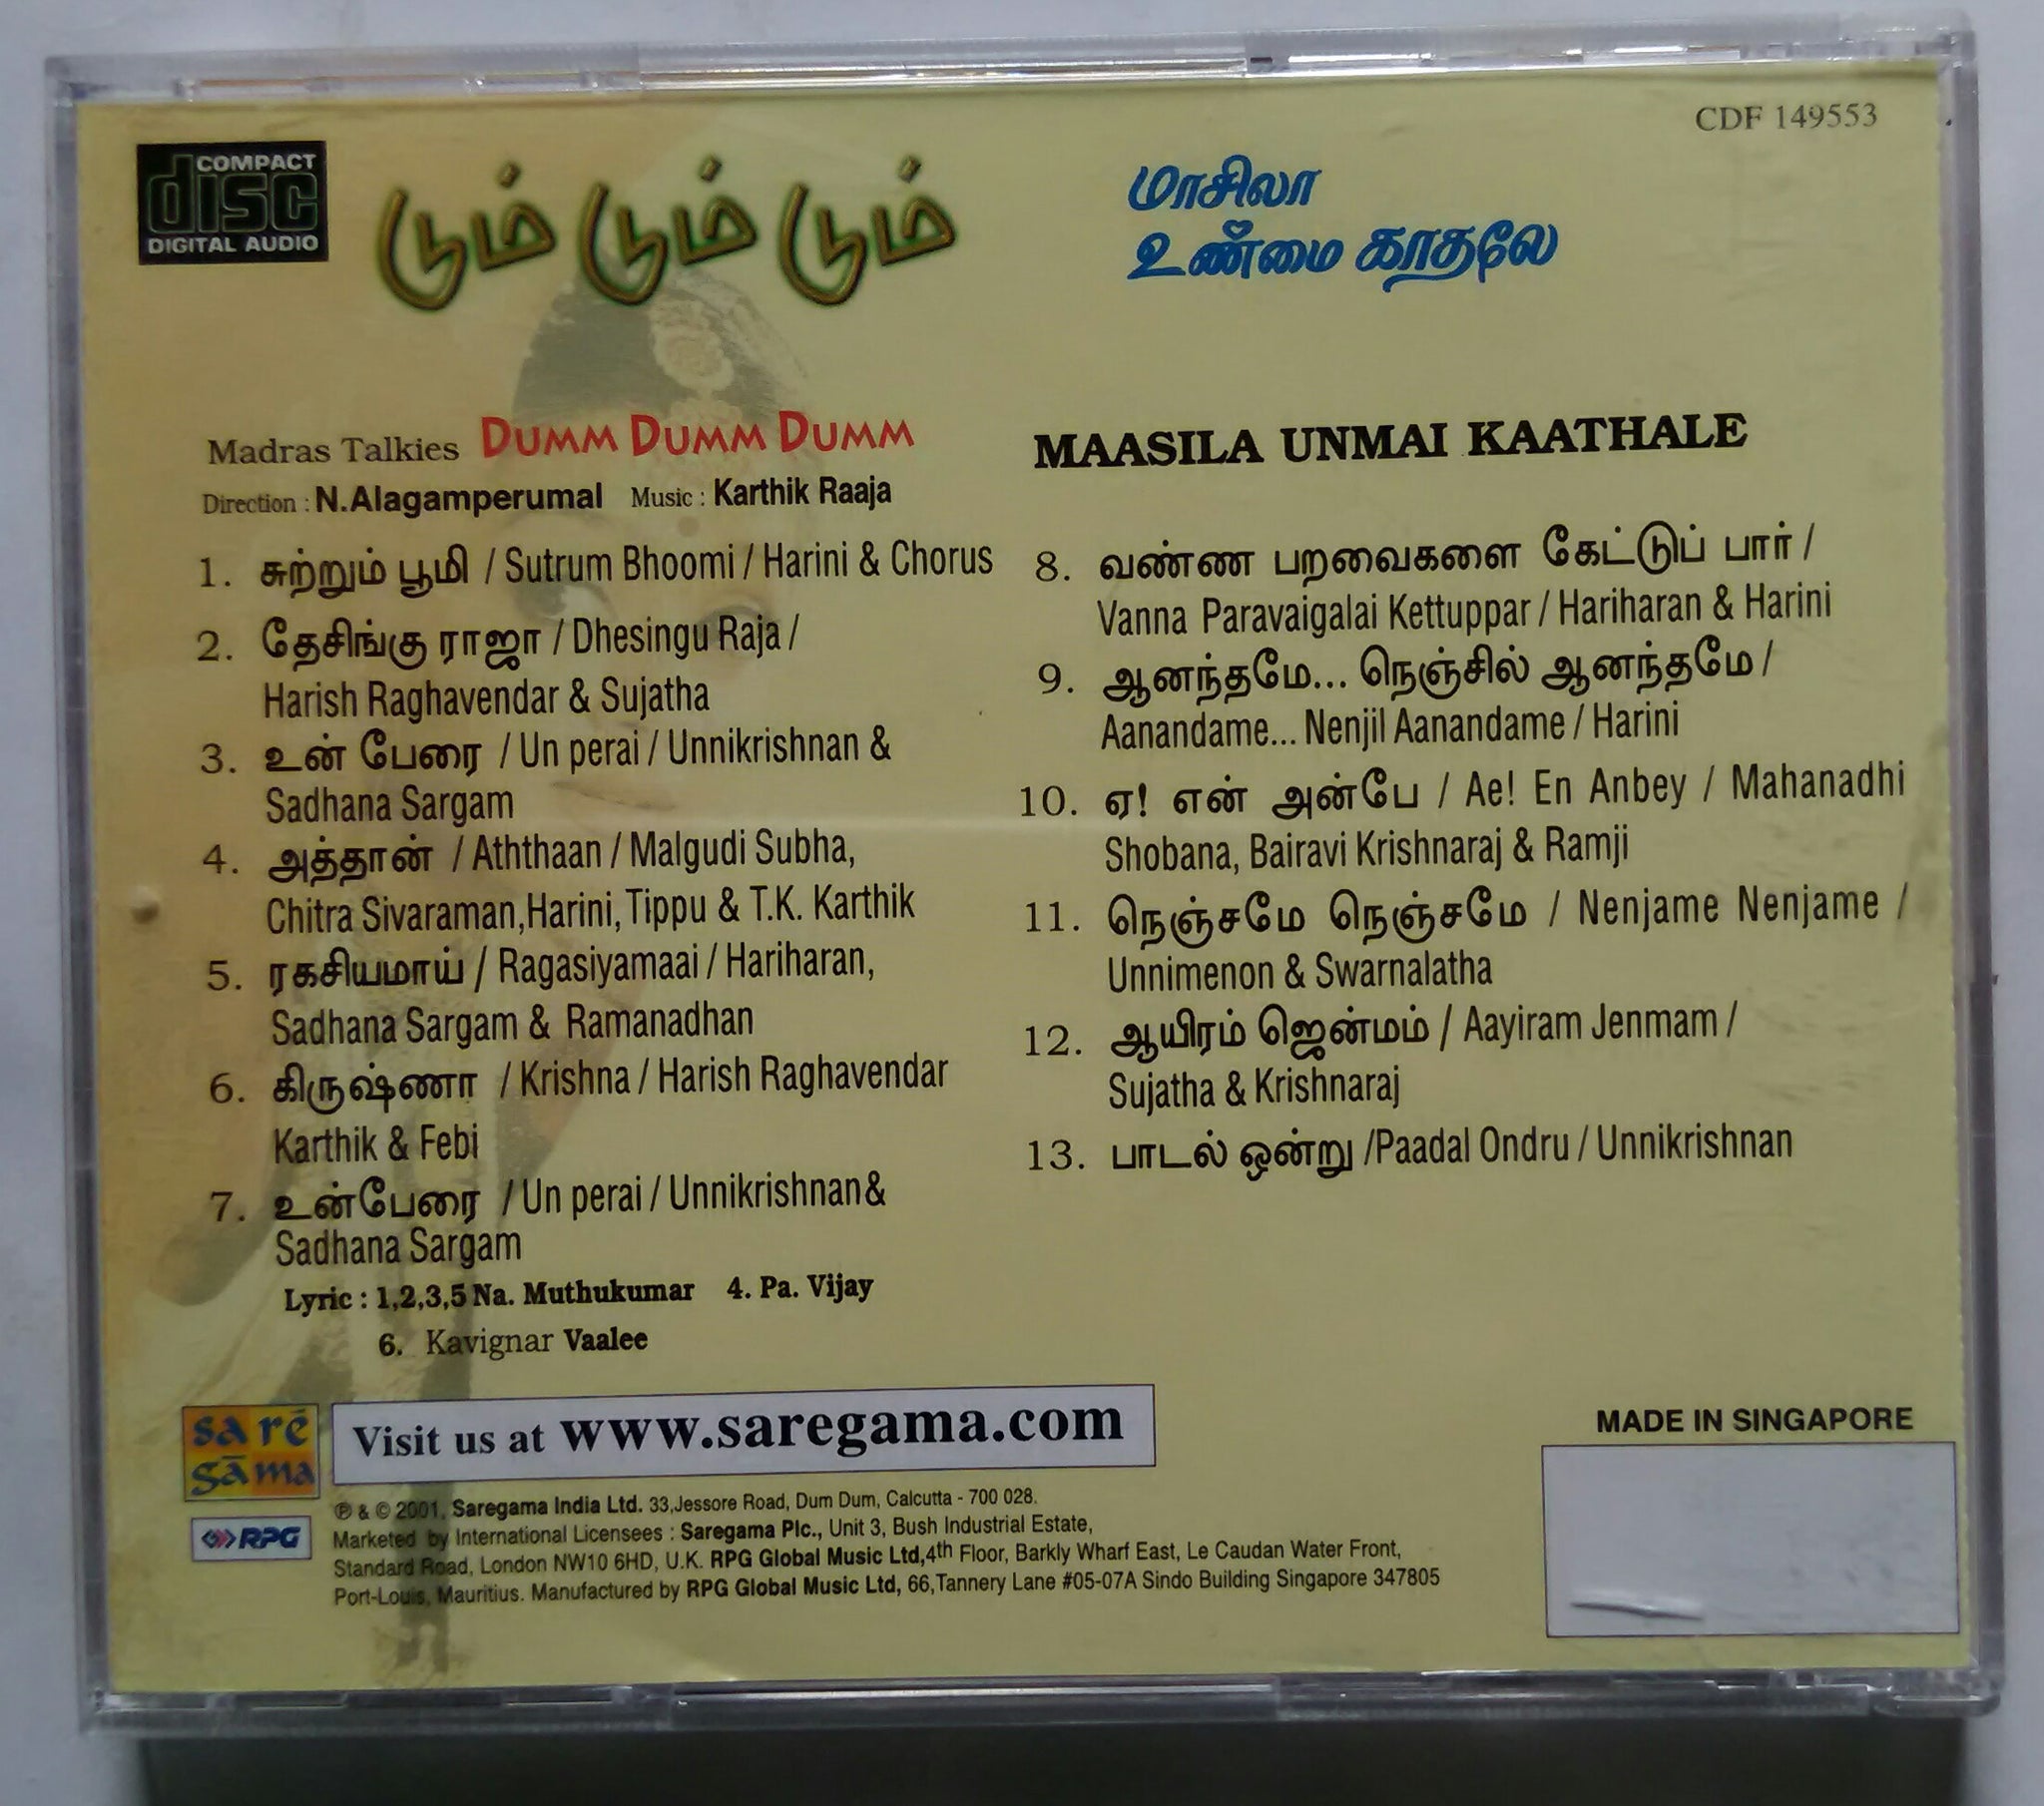 CDF 149553
COMPACT
disc
DIGITAL AUDIO
டும் டும் டும்
மாசிலா
உண்மை காதலே
Madras Talkies DUMM DUMM DUMM
Direction : N.Alagamperumal Music : Karthik Raaja
1. சுற்றும் பூமி / Sutrum Bhoomi / Harini & Chorus
2. தேசிங்கு ராஜா / Dhesingu Raja /
Harish Raghavendar & Sujatha
3. உன் பேரை / Un perai / Unnikrishnan &
Sadhana Sargam
4. அத்தான் / Aththaan / Malgudi Subha,
Chitra Sivaraman,Harini,Tippu & T.K. Karthik
5. ரகசியமாய் / Ragasiyamaai / Hariharan,
Sadhana Sargam & Ramanadhan
6. கிருஷ்ணா / Krishna / Harish Raghavendar
Karthik & Febi
7. உன்பேரை / Un perai / Unnikrishnan&
Sadhana Sargam
Lyric : 1,2,3,5 Na. Muthukumar 4. Pa. Vijay
6. Kavignar Vaalee
MAASILA UNMAI KAATHALE
8. வண்ண பறவைகளை கேட்டுப் பார் /
Vanna Paravaigalai Kettuppar / Hariharan & Harini
9. ஆனந்தமே... நெஞ்சில் ஆனந்தமே /
Aanandame... Nenjil Aanandame / Harini
10. ஏ! என் அன்பே / Ae! En Anbey / Mahanadhi
Shobana, Bairavi Krishnaraj & Ramji
11. நெஞ்சமே நெஞ்சமே / Nenjame Nenjame /
Unnimenon & Swarnalatha
12. ஆயிரம் ஜென்மம் / Aayiram Jenmam /
Sujatha & Krishnaraj
13. பாடல் ஒன்று /Paadal Ondru / Unnikrishnan
sa rē
gāma
RPG
Visit us at www.saregama.com
MADE IN SINGAPORE
℗ & © 2001, Saregama India Ltd. 33,Jessore Road, Dum Dum, Calcutta - 700 028.
Marketed by International Licensees : Saregama Plc., Unit 3, Bush Industrial Estate,
Standard Road, London NW10 6HD, U.K. RPG Global Music Ltd,4th Floor, Barkly Wharf East, Le Caudan Water Front,
Port-Louis, Mauritius. Manufactured by RPG Global Music Ltd, 66,Tannery Lane #05-07A Sindo Building Singapore 347805